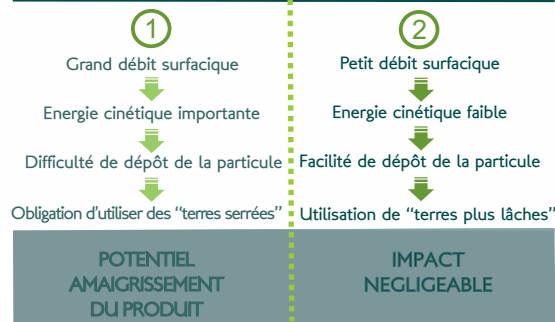 1
Grand débit surfacique
Energie cinétique importante
Difficulté de dépôt de la particule
Obligation d'utiliser des "terres serrées"
POTENTIEL
AMAIGRISSEMENT
DU PRODUIT
2
Petit débit surfacique
Energie cinétique faible
Facilité de dépôt de la particule
Utilisation de "terres plus lâches"
IMPACT
NEGLIGEABLE